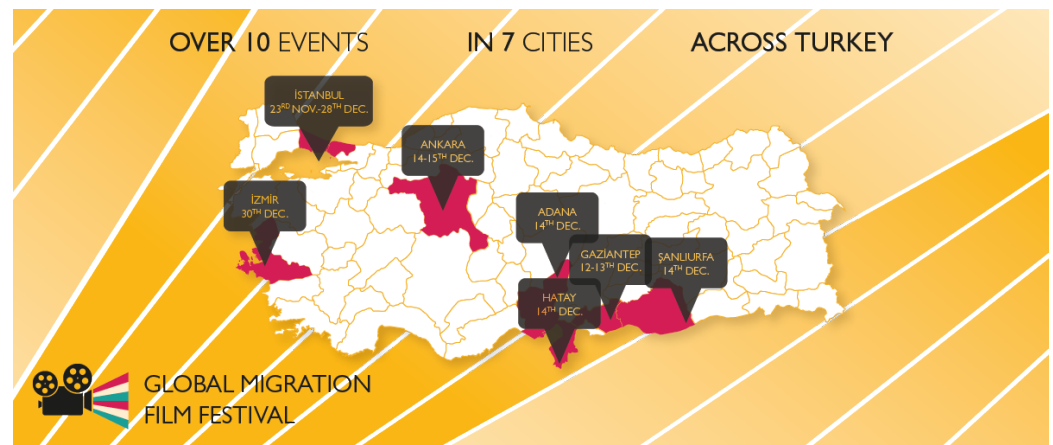 OVER 10 EVENTS IN 7 CITIES ACROSS TURKEY
İSTANBUL
23RD NOV.-28TH DEC.
ANKARA
14-15TH DEC.
İZMİR
30TH DEC.
ADANA
14TH DEC.
GAZİANTEP
12-13TH DEC.
ŞANLIURFA
14TH DEC.
HATAY
14TH DEC.
GLOBAL MIGRATION
FILM FESTIVAL